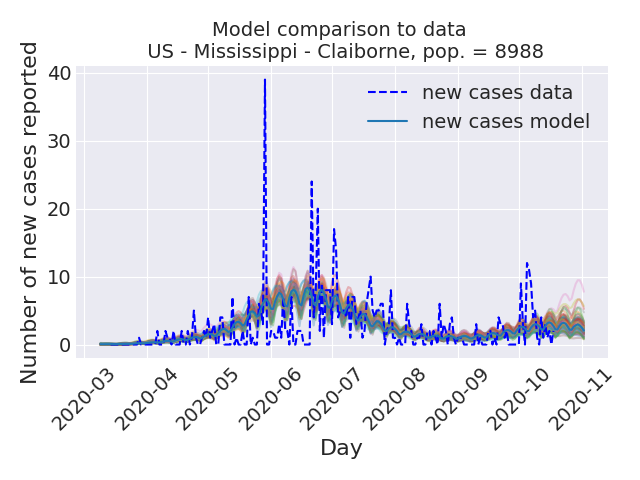 Model comparison to data
US - Mississippi - Claiborne, pop. = 8988
new cases data
new cases model
Number of new cases reported
40
30
20
10
0
2020-03
2020-04
2020-05
2020-06
2020-07
2020-08
2020-09
2020-10
2020-11
Day